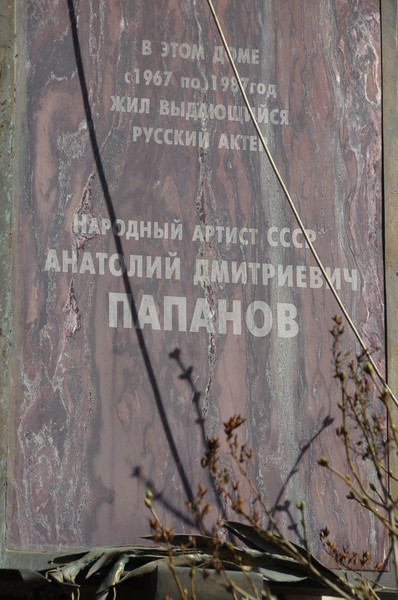 В ЭТОМ ДОМЕ
с 1967 по 1987 год
ЖИЛ ВЫДАЮЩИЙСЯ
РУССКИЙ АКТЕР
НАРОДНЫЙ АРТИСТ СССР
АНАТОЛИЙ ДМИТРИЕВИЧ
ПАПАНОВ